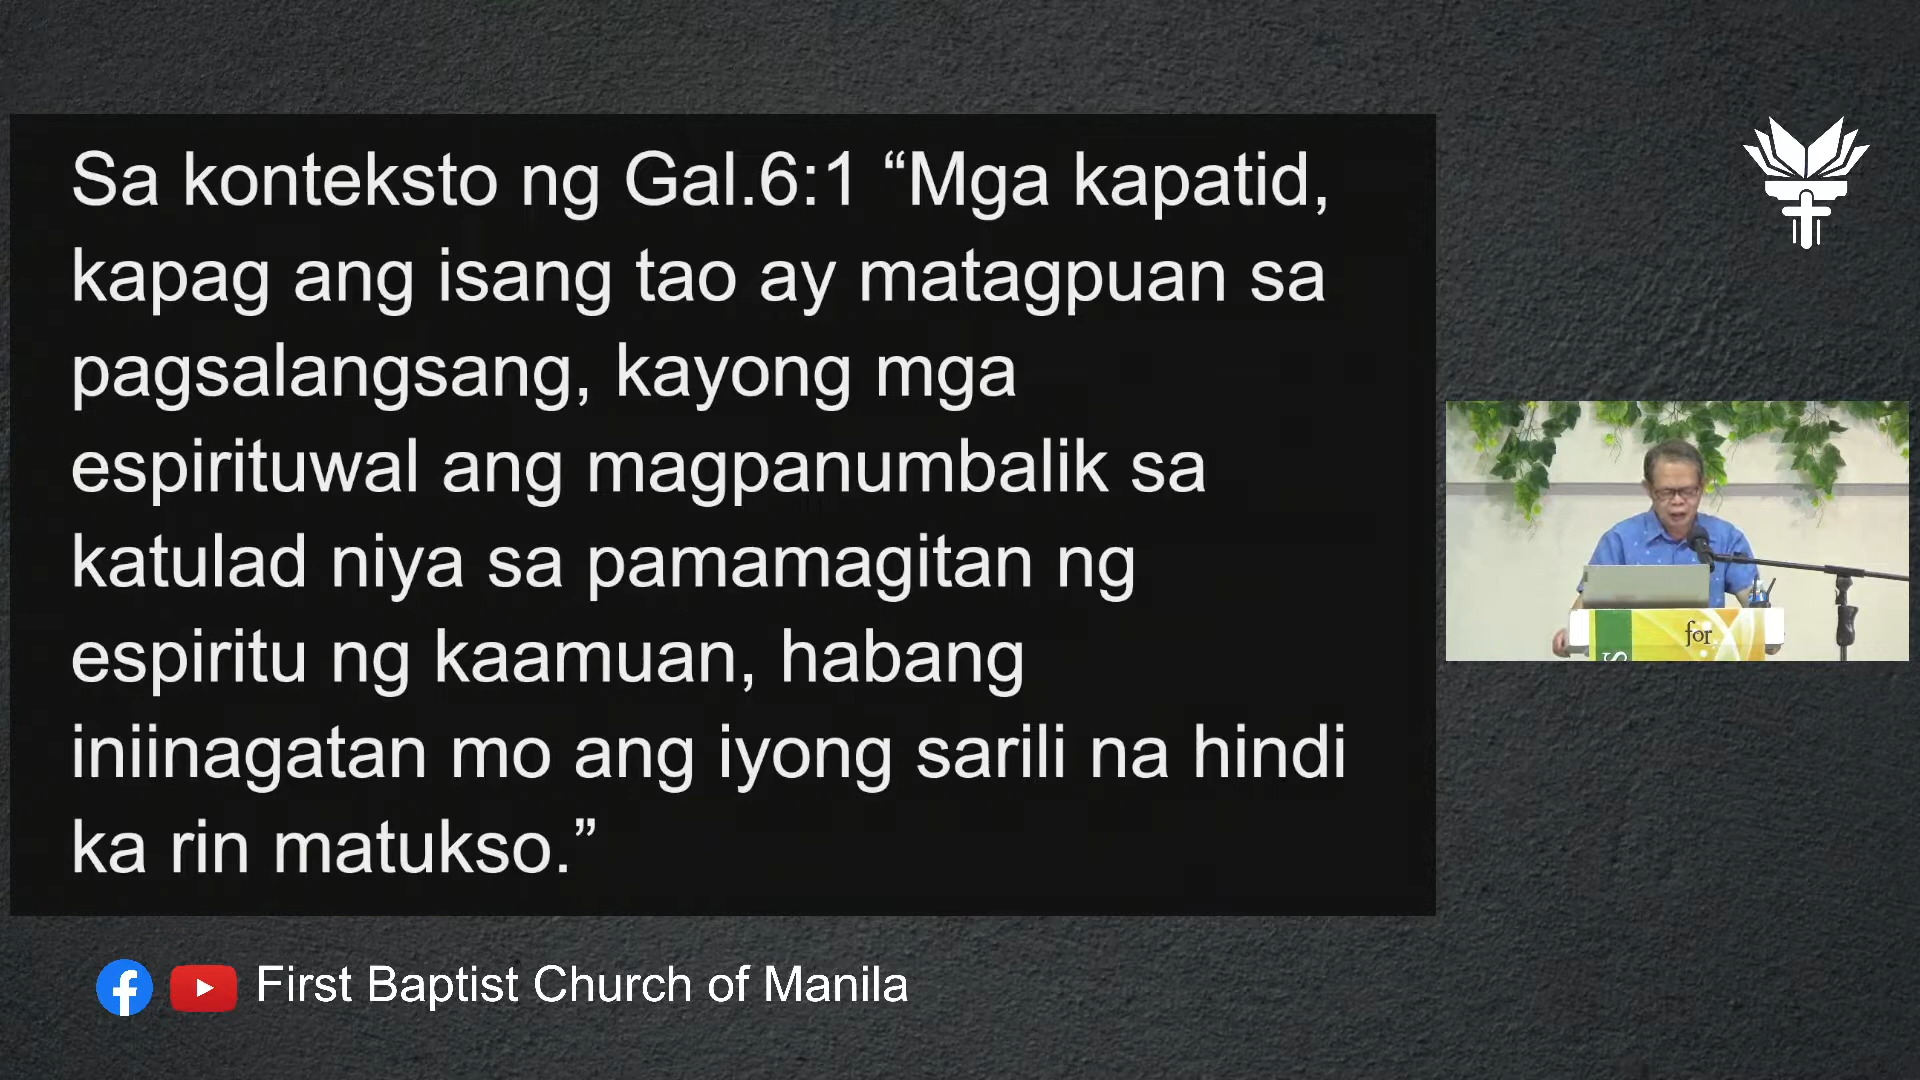 Sa konteksto ng Gal.6:1 “Mga kapatid,
kapag ang isang tao ay matagpuan sa
pagsalangsang, kayong mga
espirituwal ang magpanumbalik sa
katulad niya sa pamamagitan ng
espiritu ng kaamuan, habang
iniinagatan mo ang iyong sarili na hindi
ka rin matukso.”
for
S
First Baptist Church of Manila